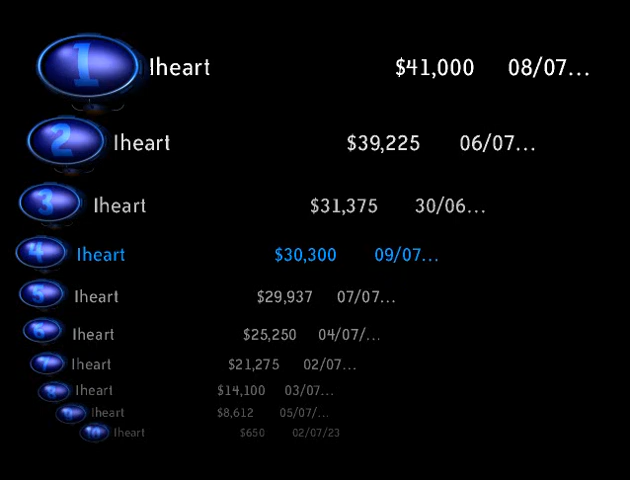 1 Iheart $41,000 08/07...
2 Iheart $39,225 06/07...
3 Iheart $31,375 30/06...
4 Iheart $30,300 09/07...
5 Iheart $29,937 07/07...
6 Iheart $25,250 04/07/...
7 Iheart $21,275 02/07...
8 Iheart $14,100 03/07...
9 Iheart $8,612 05/07/...
10 Iheart $650 02/07/23